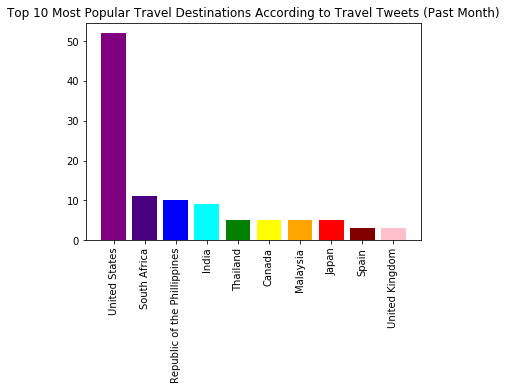 Top 10 Most Popular Travel Destinations According to Travel Tweets (Past Month)
50
40
30
20
10
0
United States
South Africa
Republic of the Phillippines
India
Thailand
Canada
Malaysia
Japan
Spain
United Kingdom